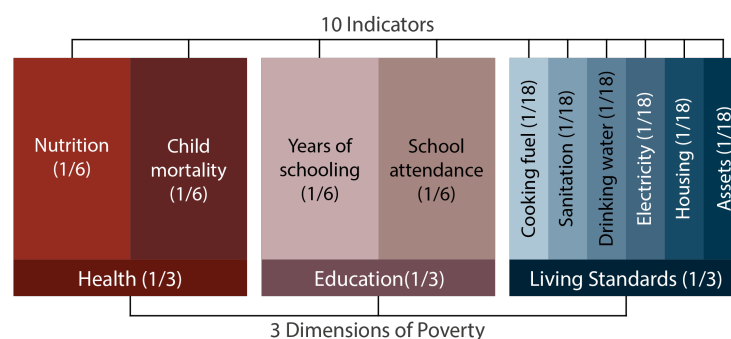 10 Indicators
Nutrition
(1/6)
Child
mortality
(1/6)
Years of
schooling
(1/6)
School
attendance
(1/6)
Cooking fuel (1/18)
Sanitation (1/18)
Drinking water (1/18)
Electricity (1/18)
Housing (1/18)
Assets (1/18)
Health (1/3)
Education(1/3)
Living Standards (1/3)
3 Dimensions of Poverty